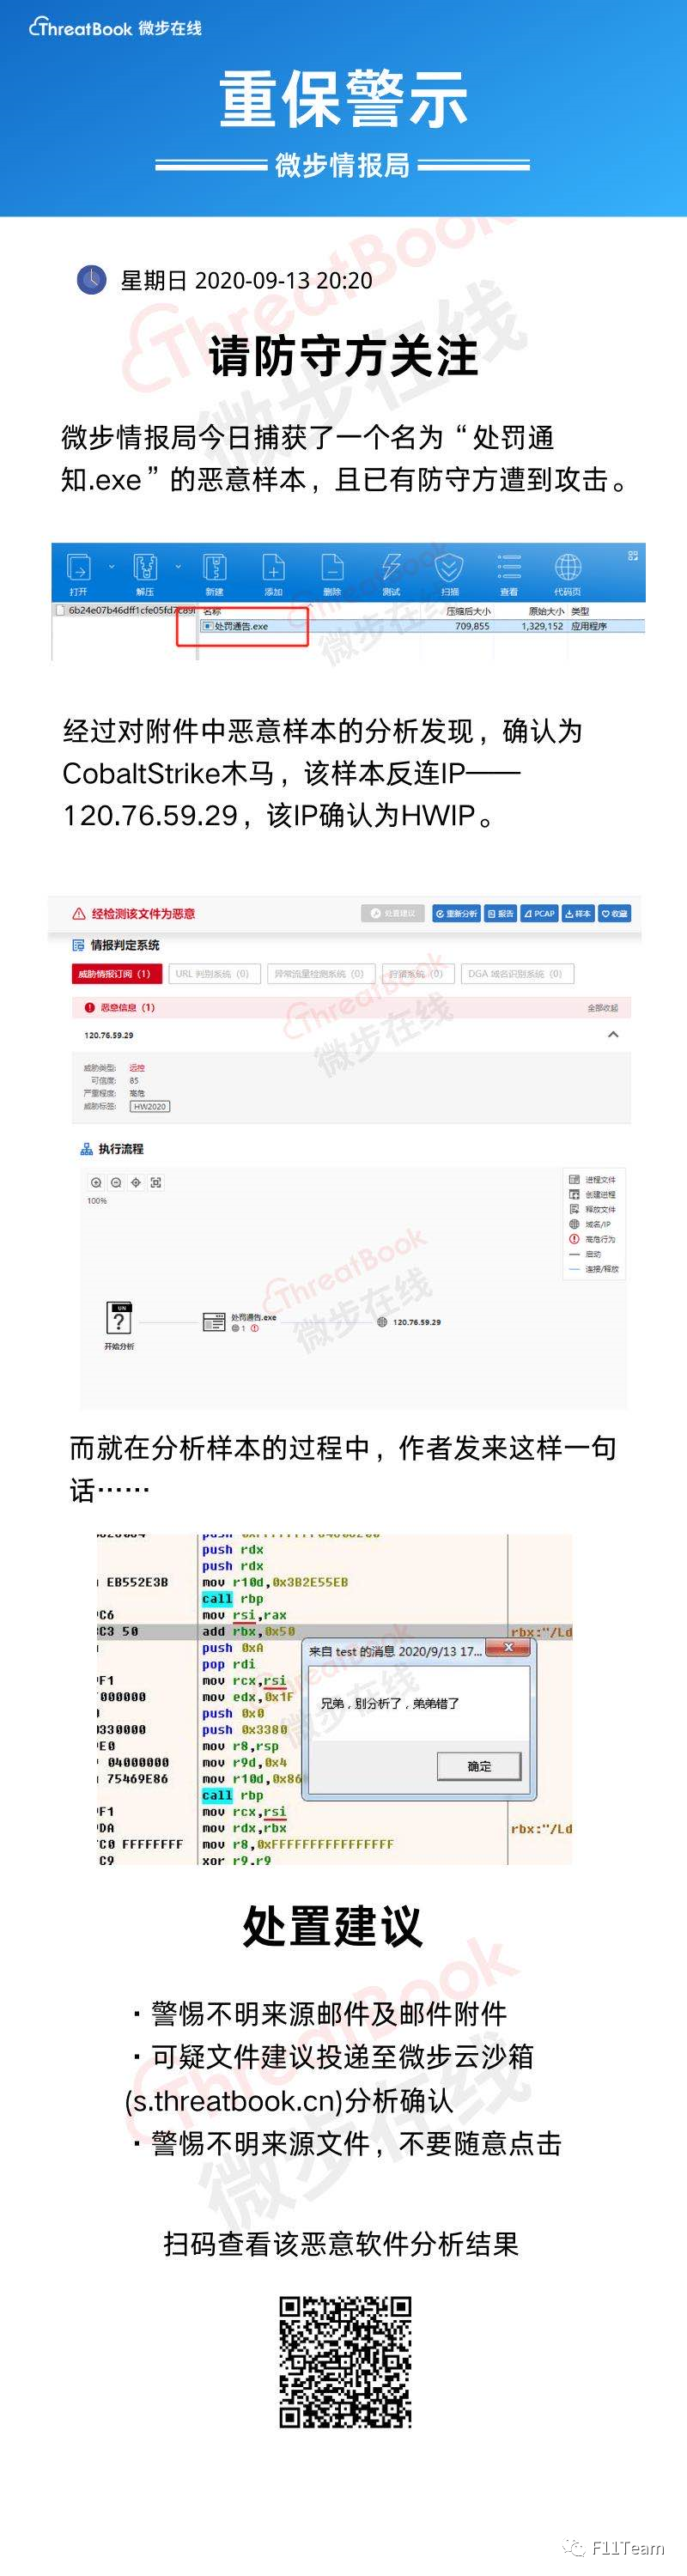 ThreatBook 微步在线
重保警示
微步情报局
星期日 2020-09-13 20:20
请防守方关注
微步情报局今日捕获了一个名为“处罚通
知.exe”的恶意样本，且已有防守方遭到攻击。
打开 解压 新建 添加 删除 测试 扫描 查看 代码页
名称 压缩后大小 原始大小 类型
处罚通告.exe 709,855 1,329,152 应用程序
经过对附件中恶意样本的分析发现，确认为
CobaltStrike木马，该样本反连IP——
120.76.59.29，该IP确认为HWIP。
经检测该文件为恶意 处置建议 重新分析 报告 PCAP 样本 收藏
情报判定系统
威胁情报订阅（1） URL 判别系统（0） 异常流量检测系统（0） DGA 域名识别系统（0）
恶意信息（1） 全部收起
120.76.59.29
威胁类型: 远控
可信度: 85
严重程度: 高危
威胁标签: HW2020
执行流程
100%
进程文件
创建进程
释放文件
域名/IP
高危行为
启动
连接/释放
UN
?
开始分析
处罚通告.exe
1
120.76.59.29
而就在分析样本的过程中，作者发来这样一句
话……
push rdx
push rdx
EB552E3B mov r10d,0x3B2E55EB
call rbp
C6 mov rsi,rax
C3 50 add rbx,0x50 rbx:"/Ld
push 0xA
pop rdi
F1 mov rcx,rsi
000000 mov edx,0x1F
push 0x0
330000 push 0x3380
E0 mov r8,rsp
04000000 mov r9d,0x4
75469E86 mov r10d,0x86
call rbp
F1 mov rcx,rsi
DA mov rdx,rbx rbx:"/Ld
C0 FFFFFFFF mov r8,0xFFFFFFFFFFFFFFFF
C9 xor r9,r9
来自 test 的消息 2020/9/13 17...
兄弟，别分析了，弟弟错了
确定
处置建议
·警惕不明来源邮件及邮件附件
·可疑文件建议投递至微步云沙箱
(s.threatbook.cn)分析确认
·警惕不明来源文件，不要随意点击
扫码查看该恶意软件分析结果
F11Team